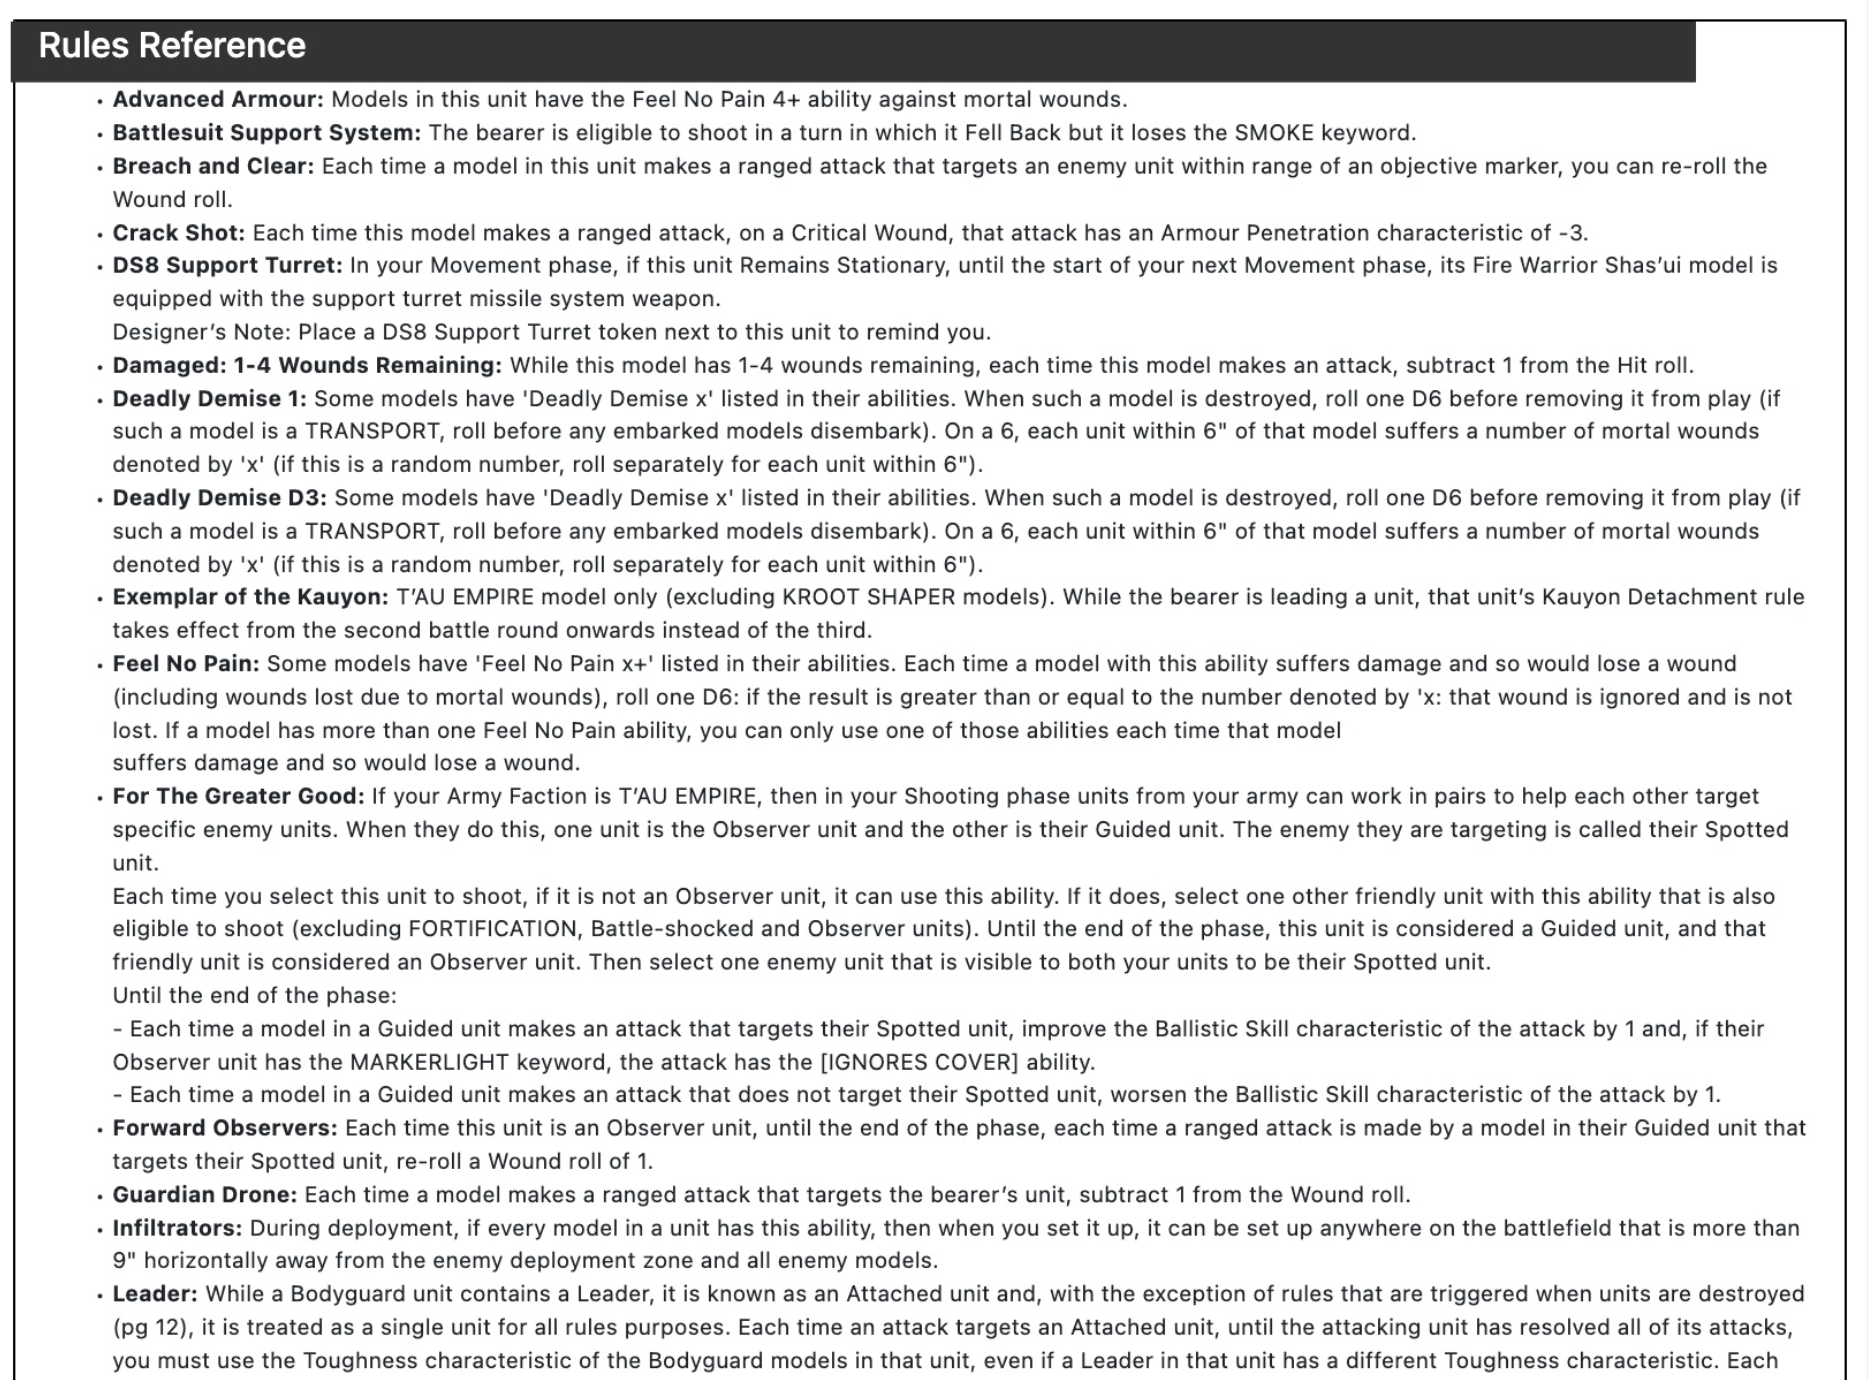 Rules Reference
• Advanced Armour: Models in this unit have the Feel No Pain 4+ ability against mortal wounds.
• Battlesuit Support System: The bearer is eligible to shoot in a turn in which it Fell Back but it loses the SMOKE keyword.
• Breach and Clear: Each time a model in this unit makes a ranged attack that targets an enemy unit within range of an objective marker, you can re-roll the
Wound roll.
• Crack Shot: Each time this model makes a ranged attack, on a Critical Wound, that attack has an Armour Penetration characteristic of -3.
• DS8 Support Turret: In your Movement phase, if this unit Remains Stationary, until the start of your next Movement phase, its Fire Warrior Shas’ui model is
equipped with the support turret missile system weapon.
Designer’s Note: Place a DS8 Support Turret token next to this unit to remind you.
• Damaged: 1-4 Wounds Remaining: While this model has 1-4 wounds remaining, each time this model makes an attack, subtract 1 from the Hit roll.
• Deadly Demise 1: Some models have 'Deadly Demise x' listed in their abilities. When such a model is destroyed, roll one D6 before removing it from play (if
such a model is a TRANSPORT, roll before any embarked models disembark). On a 6, each unit within 6" of that model suffers a number of mortal wounds
denoted by 'x' (if this is a random number, roll separately for each unit within 6").
• Deadly Demise D3: Some models have 'Deadly Demise x' listed in their abilities. When such a model is destroyed, roll one D6 before removing it from play (if
such a model is a TRANSPORT, roll before any embarked models disembark). On a 6, each unit within 6" of that model suffers a number of mortal wounds
denoted by 'x' (if this is a random number, roll separately for each unit within 6").
• Exemplar of the Kauyon: T’AU EMPIRE model only (excluding KROOT SHAPER models). While the bearer is leading a unit, that unit’s Kauyon Detachment rule
takes effect from the second battle round onwards instead of the third.
• Feel No Pain: Some models have 'Feel No Pain x+' listed in their abilities. Each time a model with this ability suffers damage and so would lose a wound
(including wounds lost due to mortal wounds), roll one D6: if the result is greater than or equal to the number denoted by 'x: that wound is ignored and is not
lost. If a model has more than one Feel No Pain ability, you can only use one of those abilities each time that model
suffers damage and so would lose a wound.
• For The Greater Good: If your Army Faction is T’AU EMPIRE, then in your Shooting phase units from your army can work in pairs to help each other target
specific enemy units. When they do this, one unit is the Observer unit and the other is their Guided unit. The enemy they are targeting is called their Spotted
unit.
Each time you select this unit to shoot, if it is not an Observer unit, it can use this ability. If it does, select one other friendly unit with this ability that is also
eligible to shoot (excluding FORTIFICATION, Battle-shocked and Observer units). Until the end of the phase, this unit is considered a Guided unit, and that
friendly unit is considered an Observer unit. Then select one enemy unit that is visible to both your units to be their Spotted unit.
Until the end of the phase:
- Each time a model in a Guided unit makes an attack that targets their Spotted unit, improve the Ballistic Skill characteristic of the attack by 1 and, if their
Observer unit has the MARKERLIGHT keyword, the attack has the [IGNORES COVER] ability.
- Each time a model in a Guided unit makes an attack that does not target their Spotted unit, worsen the Ballistic Skill characteristic of the attack by 1.
• Forward Observers: Each time this unit is an Observer unit, until the end of the phase, each time a ranged attack is made by a model in their Guided unit that
targets their Spotted unit, re-roll a Wound roll of 1.
• Guardian Drone: Each time a model makes a ranged attack that targets the bearer’s unit, subtract 1 from the Wound roll.
• Infiltrators: During deployment, if every model in a unit has this ability, then when you set it up, it can be set up anywhere on the battlefield that is more than
9" horizontally away from the enemy deployment zone and all enemy models.
• Leader: While a Bodyguard unit contains a Leader, it is known as an Attached unit and, with the exception of rules that are triggered when units are destroyed
(pg 12), it is treated as a single unit for all rules purposes. Each time an attack targets an Attached unit, until the attacking unit has resolved all of its attacks,
you must use the Toughness characteristic of the Bodyguard models in that unit, even if a Leader in that unit has a different Toughness characteristic. Each